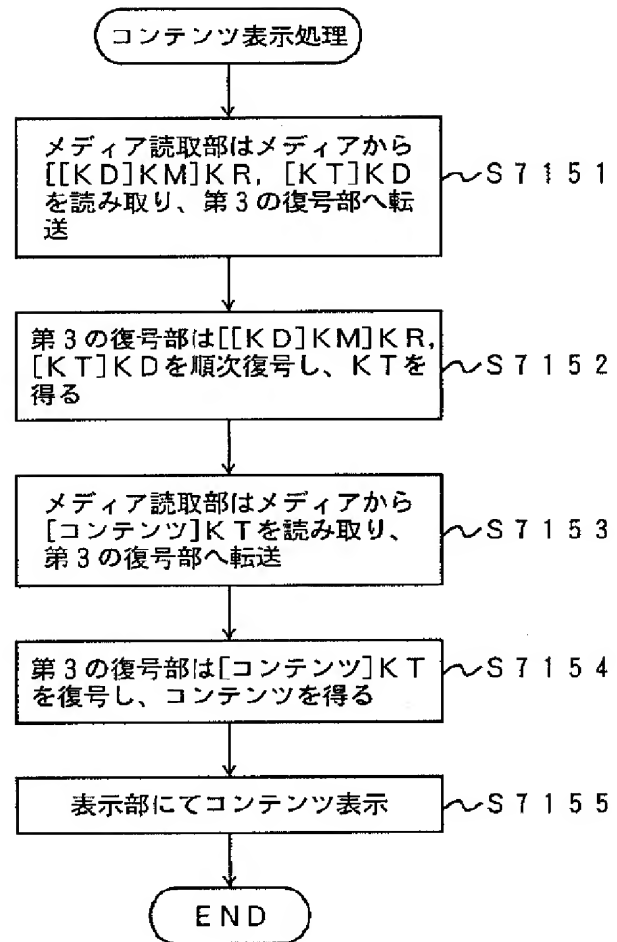 コンテンツ表示処理
メディア読取部はメディアから
[[KD]KM]KR, [KT]KD
を読み取り、第3の復号部へ転
送
S7151
第3の復号部は[[KD]KM]KR,
[KT]KDを順次復号し、KTを
得る
S7152
メディア読取部はメディアから
[コンテンツ]KTを読み取り、
第3の復号部へ転送
S7153
第3の復号部は[コンテンツ]KT
を復号し、コンテンツを得る
S7154
表示部にてコンテンツ表示
S7155
END